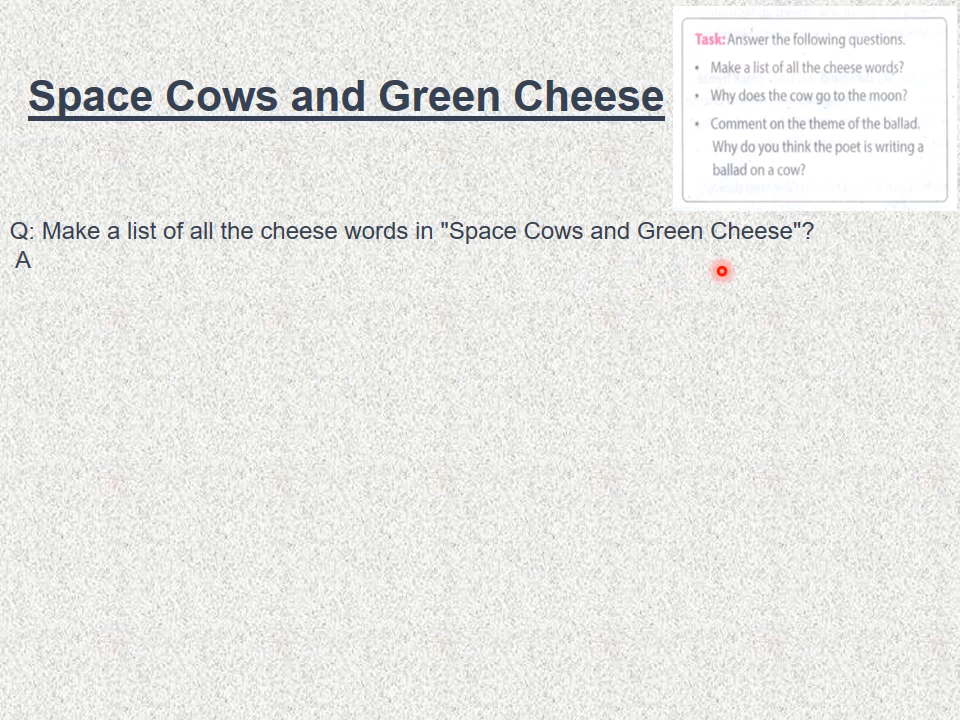 Space Cows and Green Cheese
Task: Answer the following questions.
• Make a list of all the cheese words?
• Why does the cow go to the moon?
• Comment on the theme of the ballad.
Why do you think the poet is writing a
ballad on a cow?
Q: Make a list of all the cheese words in "Space Cows and Green Cheese"?
A